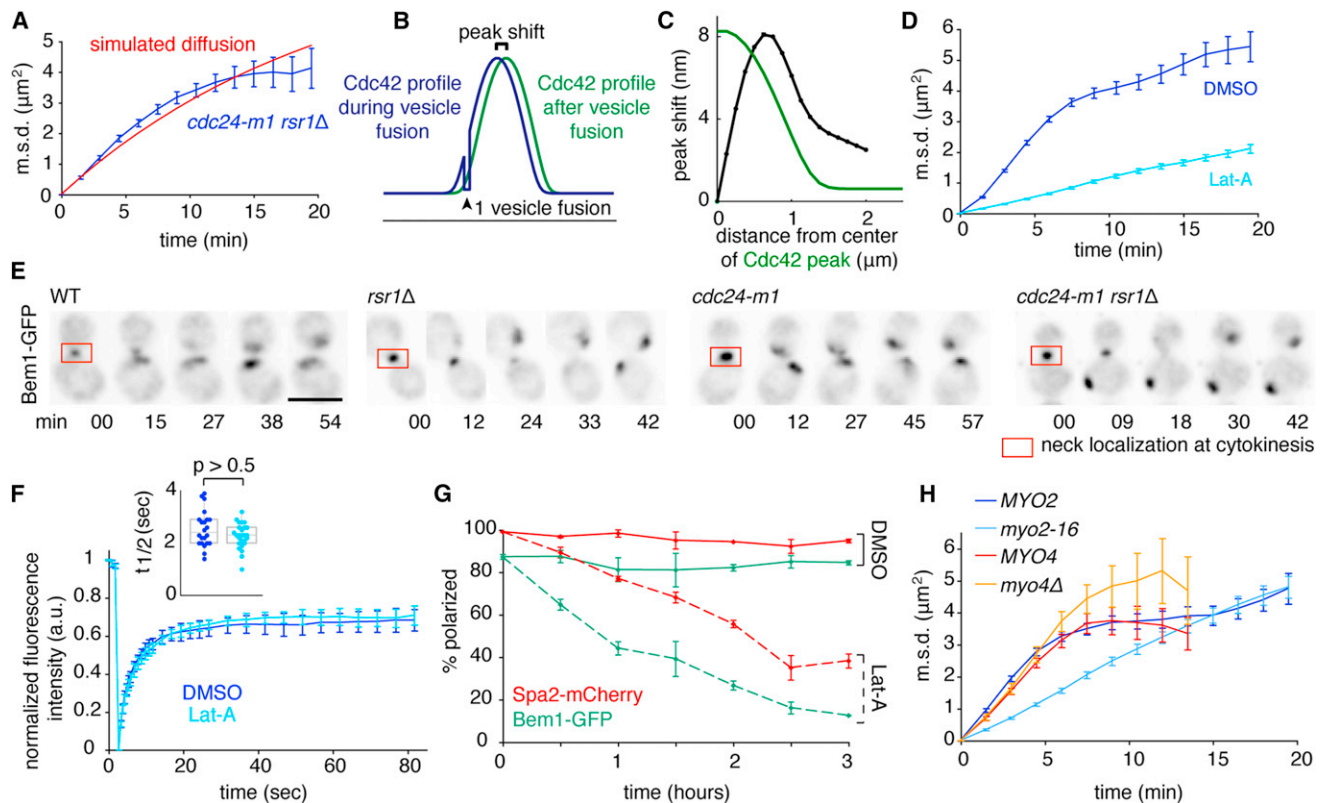 A
m.s.d. (μm²)
5
4
3
2
1
0
0
5
10
15
20
time (min)
simulated diffusion
cdc24-m1 rsr1Δ
B
peak shift
Cdc42 profile
during vesicle
fusion
Cdc42 profile
after vesicle
fusion
1 vesicle fusion
C
peak shift (nm)
8
4
0
0
1
2
distance from center
of Cdc42 peak (μm)
D
m.s.d. (μm²)
6
5
4
3
2
1
0
0
5
10
15
20
time (min)
DMSO
Lat-A
E
Bem1-GFP
WT
rsr1Δ
cdc24-m1
cdc24-m1 rsr1Δ
min 00 15 27 38 54
00 12 24 33 42
00 12 27 45 57
00 09 18 30 42
neck localization at cytokinesis
F
normalized fluorescence
intensity (a.u.)
1
0.8
0.6
0.4
0.2
0
0
20
40
60
80
time (sec)
DMSO
Lat-A
p > 0.5
t1/2 (sec)
4
2
0
G
% polarized
100
80
60
40
20
0
0
1
2
3
time (hours)
Spa2-mCherry
Bem1-GFP
DMSO
Lat-A
H
m.s.d. (μm²)
6
5
4
3
2
1
0
0
5
10
15
20
time (min)
MYO2
myo2-16
MYO4
myo4Δ